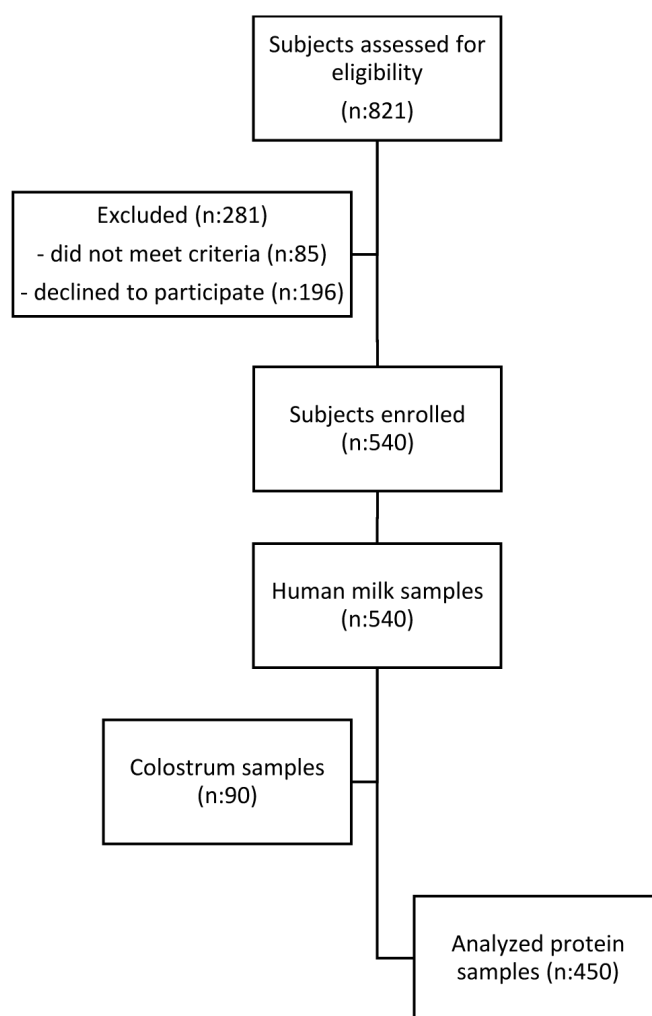 Subjects assessed for
eligibility
(n:821)
Excluded (n:281)
- did not meet criteria (n:85)
- declined to participate (n:196)
Subjects enrolled
(n:540)
Human milk samples
(n:540)
Colostrum samples
(n:90)
Analyzed protein
samples (n:450)